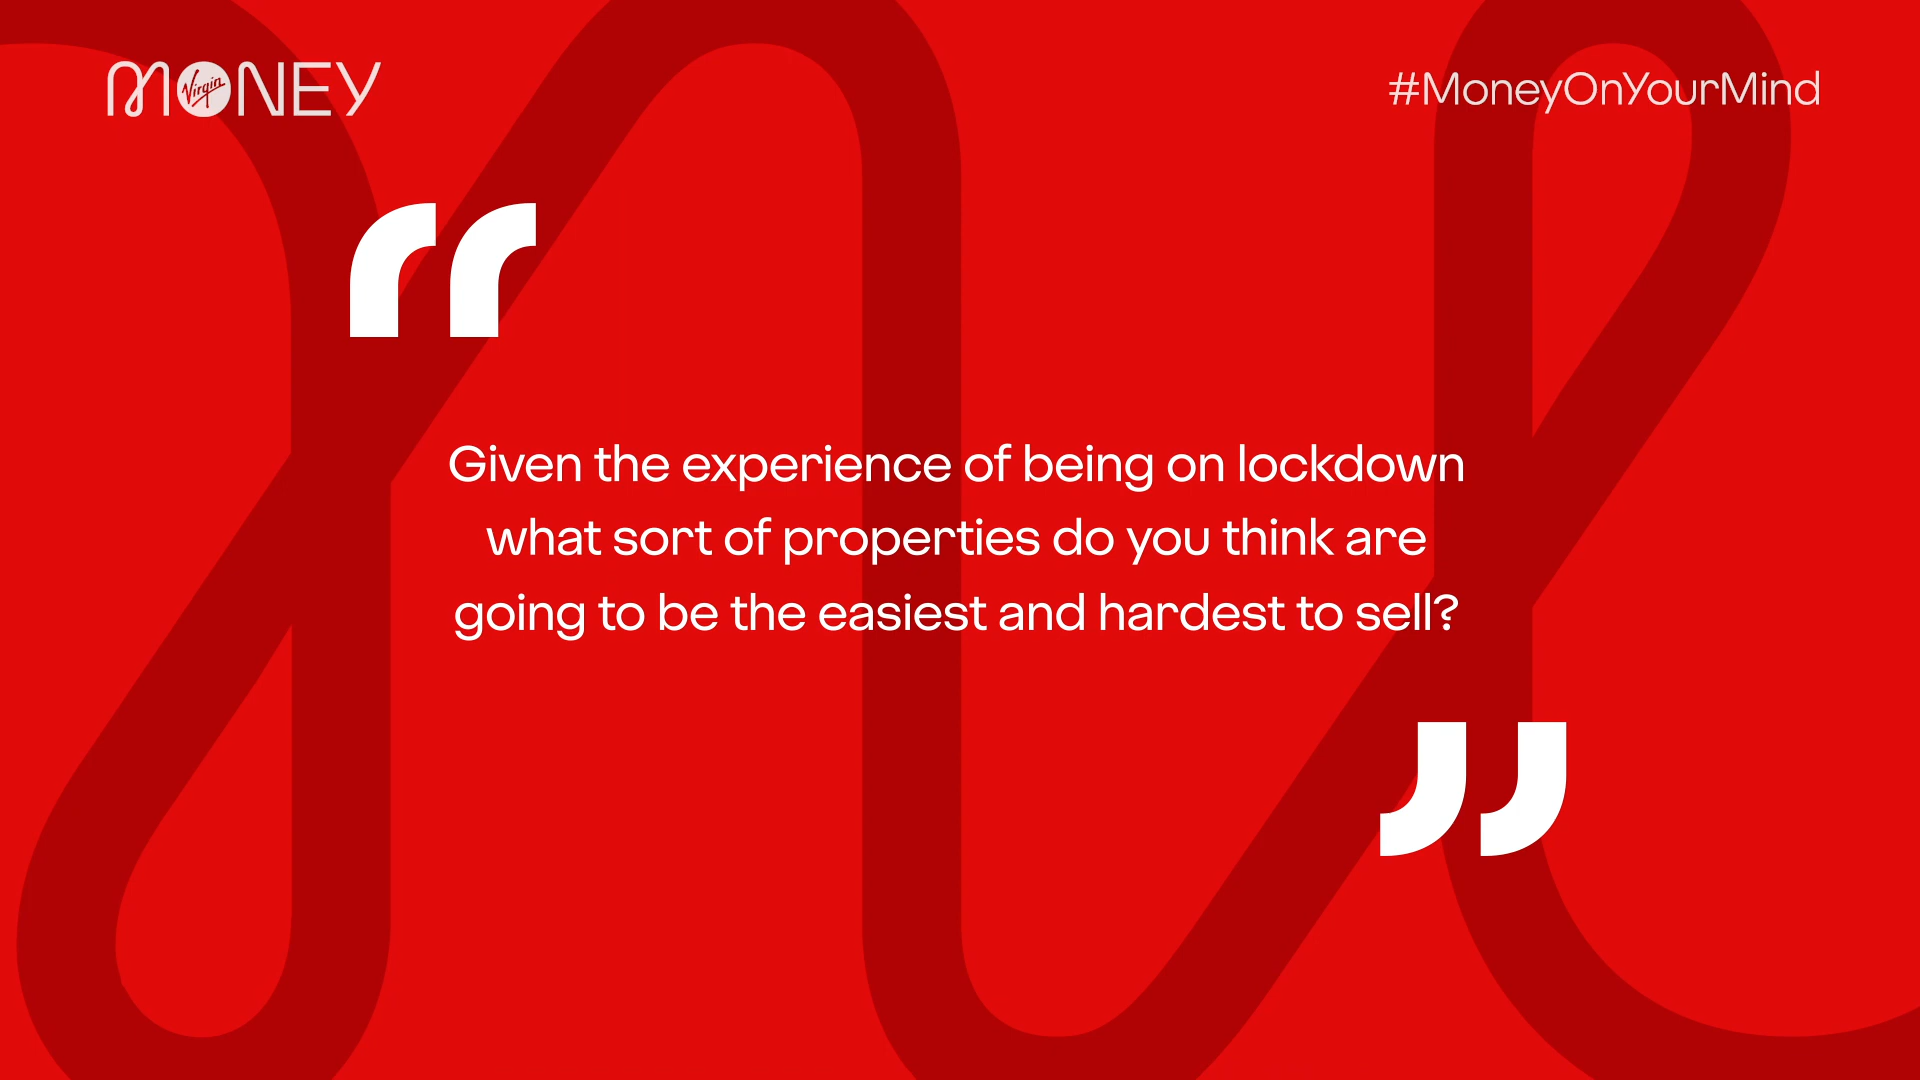 MONEY
Virgin
#MoneyOnYourMind
“
Given the experience of being on lockdown
what sort of properties do you think are
going to be the easiest and hardest to sell?
”